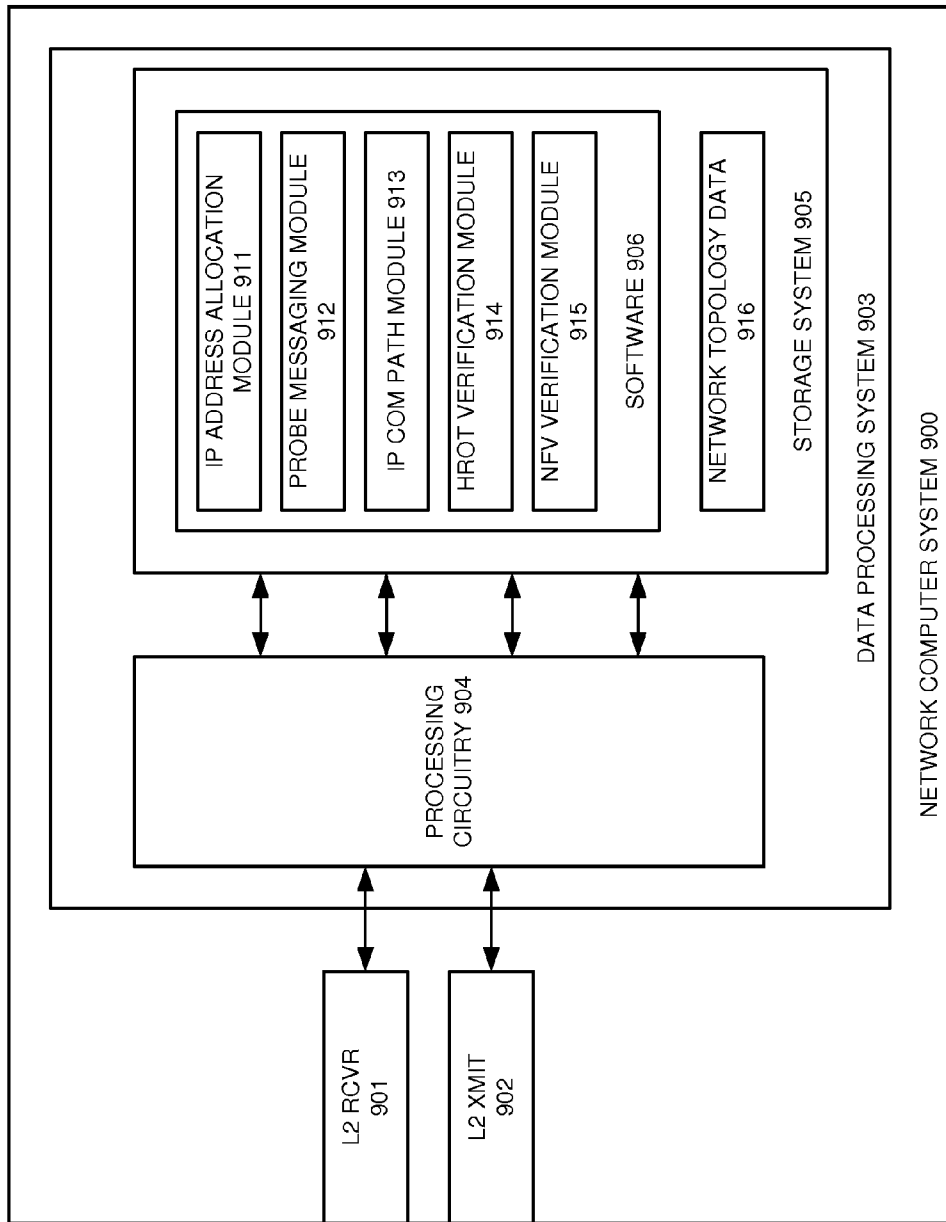 L2 RCVR
901
L2 XMIT
902
PROCESSING
CIRCUITRY 904
IP ADDRESS ALLOCATION
MODULE 911
PROBE MESSAGING MODULE
912
IP COM PATH MODULE 913
HROT VERIFICATION MODULE
914
NFV VERIFICATION MODULE
915
SOFTWARE 906
NETWORK TOPOLOGY DATA
916
STORAGE SYSTEM 905
DATA PROCESSING SYSTEM 903
NETWORK COMPUTER SYSTEM 900